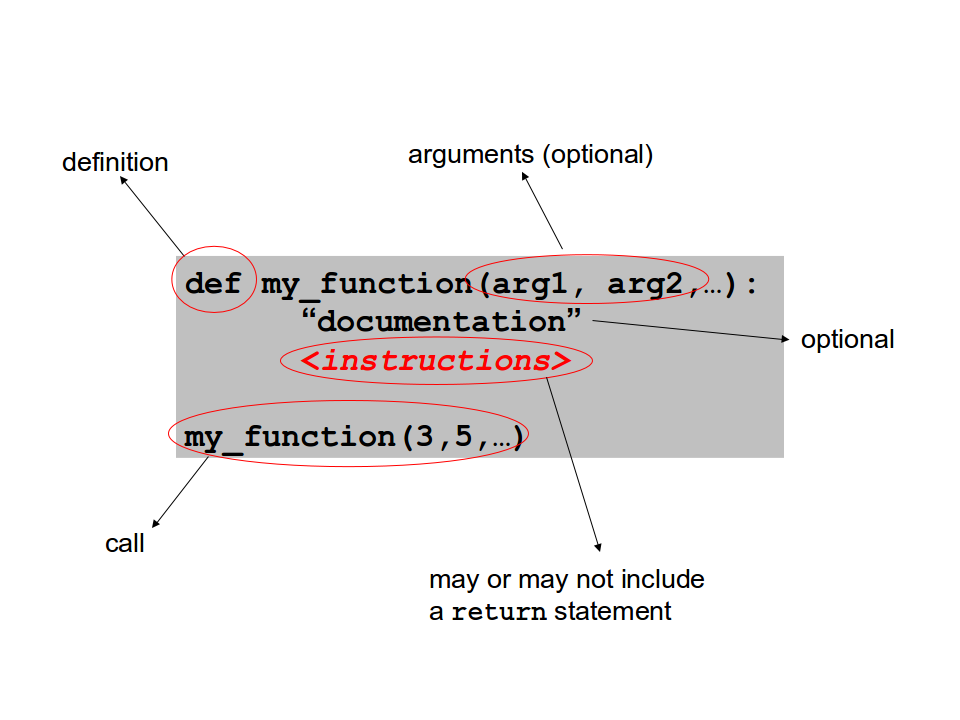 definition
arguments (optional)
def my_function(arg1, arg2,…):
“documentation”
optional
<instructions>
my_function(3,5,…)
call
may or may not include
a return statement